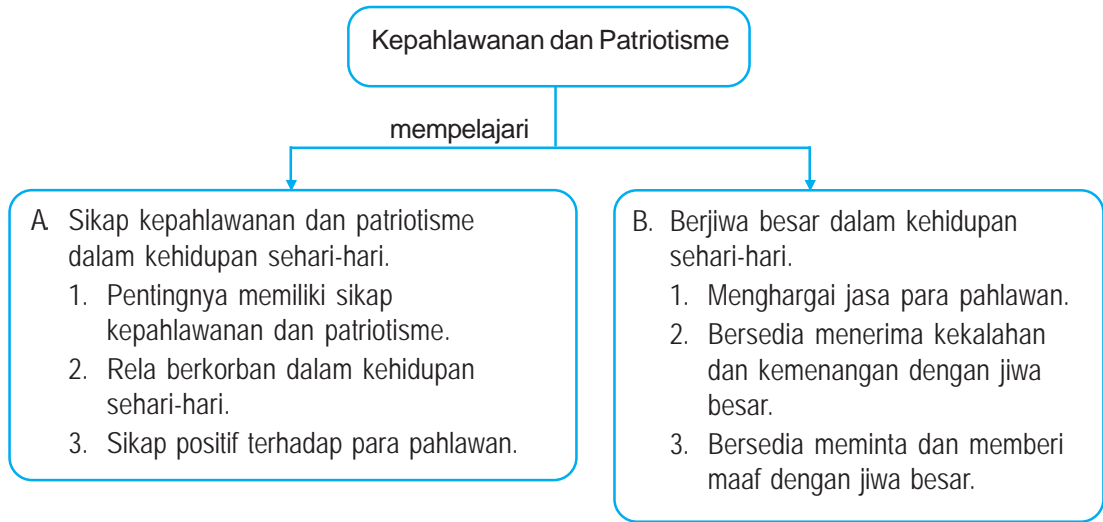 Kepahlawanan dan Patriotisme
mempelajari
A. Sikap kepahlawanan dan patriotisme
dalam kehidupan sehari-hari.
1. Pentingnya memiliki sikap
kepahlawanan dan patriotisme.
2. Rela berkorban dalam kehidupan
sehari-hari.
3. Sikap positif terhadap para pahlawan.
B. Berjiwa besar dalam kehidupan
sehari-hari.
1. Menghargai jasa para pahlawan.
2. Bersedia menerima kekalahan
dan kemenangan dengan jiwa
besar.
3. Bersedia meminta dan memberi
maaf dengan jiwa besar.